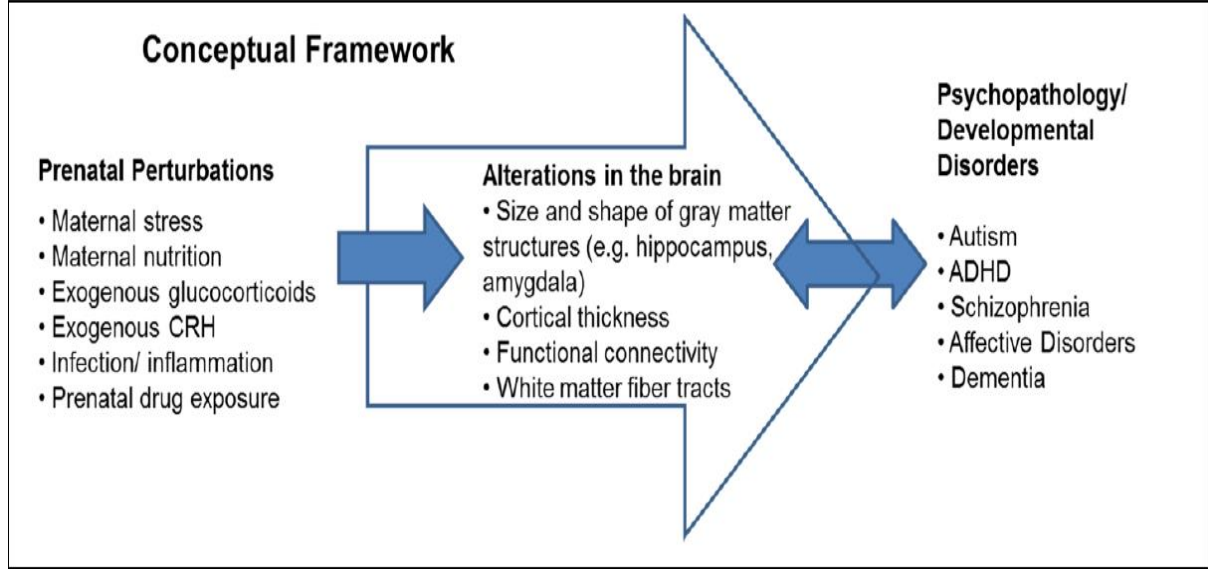 Conceptual Framework
Prenatal Perturbations
• Maternal stress
• Maternal nutrition
• Exogenous glucocorticoids
• Exogenous CRH
• Infection/ inflammation
• Prenatal drug exposure
Alterations in the brain
• Size and shape of gray matter
structures (e.g. hippocampus,
amygdala)
• Cortical thickness
• Functional connectivity
• White matter fiber tracts
Psychopathology/
Developmental
Disorders
• Autism
• ADHD
• Schizophrenia
• Affective Disorders
• Dementia